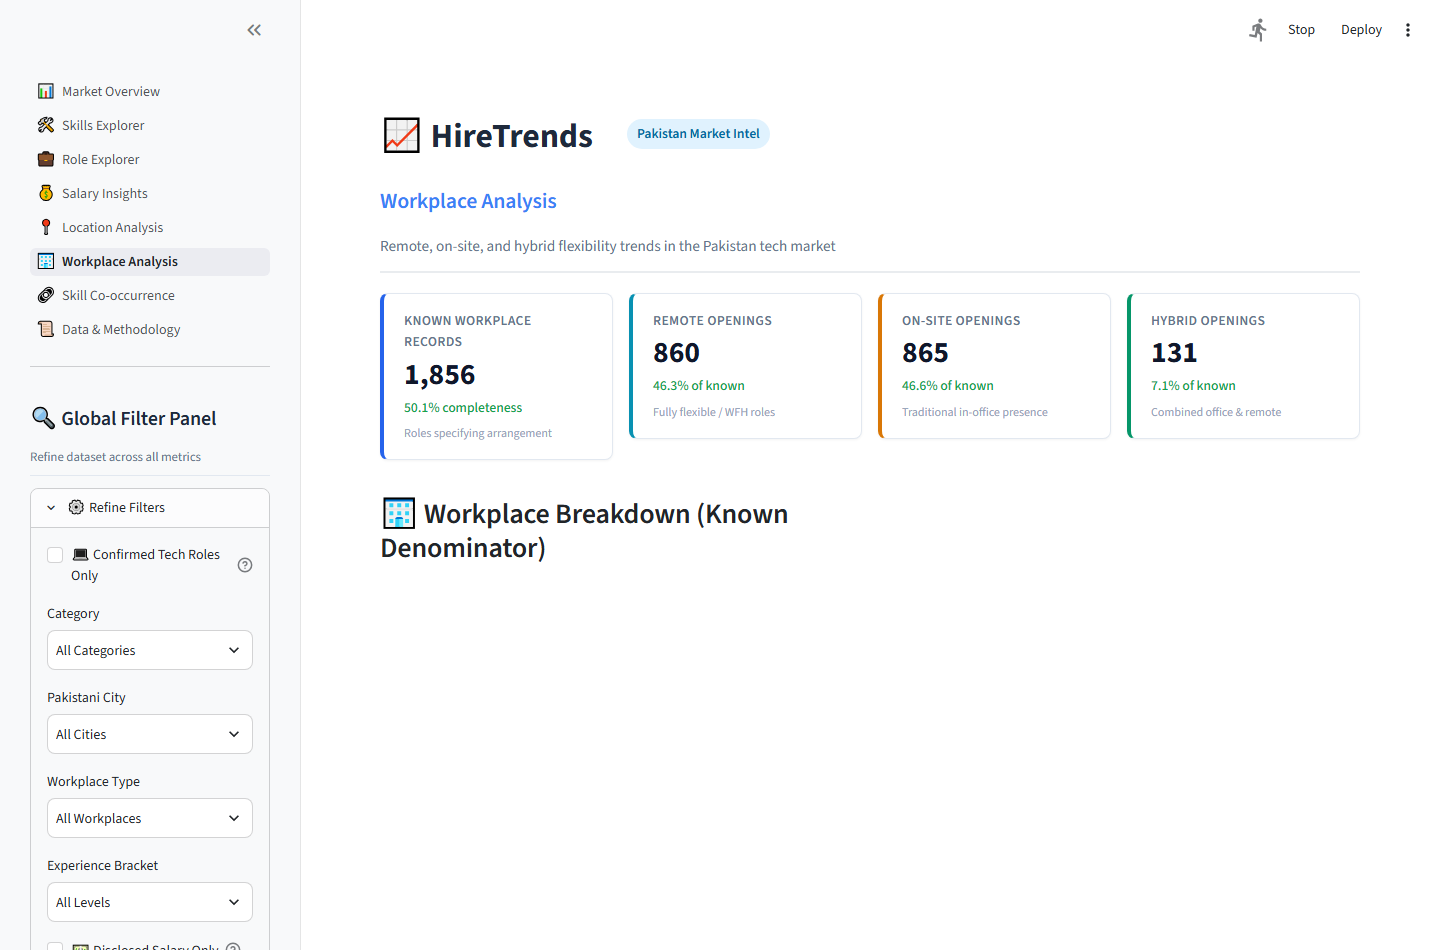 Stop
Deploy
Market Overview
Skills Explorer
Role Explorer
Salary Insights
Location Analysis
Workplace Analysis
Skill Co-occurrence
Data & Methodology
Global Filter Panel
Refine dataset across all metrics
Refine Filters
Confirmed Tech Roles
Only
Category
All Categories
Pakistani City
All Cities
Workplace Type
All Workplaces
Experience Bracket
All Levels
Disclosed Salary Only
HireTrends
Pakistan Market Intel
Workplace Analysis
Remote, on-site, and hybrid flexibility trends in the Pakistan tech market
KNOWN WORKPLACE
RECORDS
1,856
50.1% completeness
Roles specifying arrangement
REMOTE OPENINGS
860
46.3% of known
Fully flexible / WFH roles
ON-SITE OPENINGS
865
46.6% of known
Traditional in-office presence
HYBRID OPENINGS
131
7.1% of known
Combined office & remote
Workplace Breakdown (Known
Denominator)